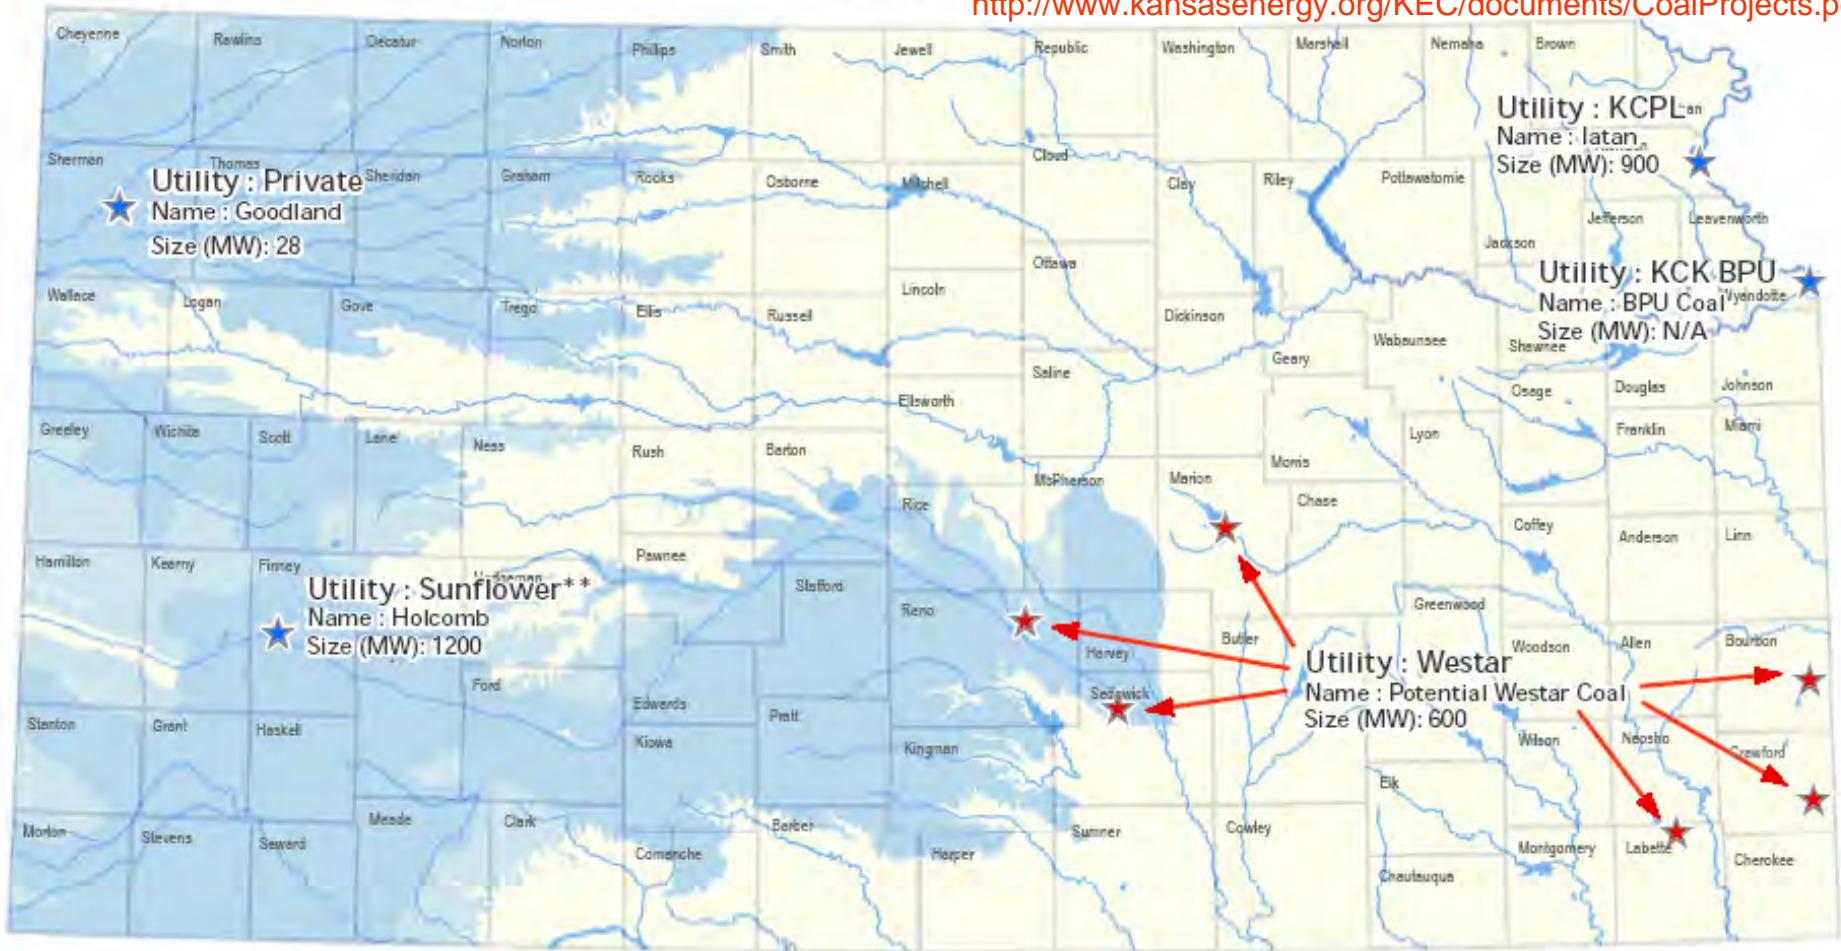 http://www.kansasenergy.org/KEC/documents/CoalProjects.p
Cheyenne
Rawlins
Decatur
Norton
Phillips
Smith
Jewell
Republic
Washington
Marshall
Nemaha
Brown
Utility : KCPL
Name : Iatan
Size (MW): 900
Sherman
Thomas
Sheridan
Graham
Rooks
Osborne
Mitchell
Cloud
Clay
Riley
Pottawatomie
Jackson
Jefferson
Leavenworth
Utility : Private
Name : Goodland
Size (MW): 28
Utility : KCK BPU
Name : BPU Coal
Size (MW): N/A
Wyandotte
Wallace
Logan
Gove
Trego
Ellis
Russell
Lincoln
Ottawa
Dickinson
Saline
Geary
Wabaunsee
Shawnee
Osage
Douglas
Johnson
Ellsworth
Greeley
Wichita
Scott
Lane
Ness
Rush
Barton
Rice
McPherson
Marion
Morris
Chase
Lyon
Franklin
Miami
Coffey
Anderson
Linn
Hamilton
Kearny
Finney
Hodgeman
Pawnee
Stafford
Utility : Sunflower**
Name : Holcomb
Size (MW): 1200
Reno
Harvey
Sedgwick
Butler
Greenwood
Woodson
Allen
Bourbon
Utility : Westar
Name : Potential Westar Coal
Size (MW): 600
Stanton
Grant
Haskell
Ford
Edwards
Kiowa
Pratt
Kingman
Wilson
Neosho
Crawford
Elk
Morton
Stevens
Seward
Meade
Clark
Comanche
Barber
Harper
Sumner
Cowley
Chautauqua
Montgomery
Labette
Cherokee